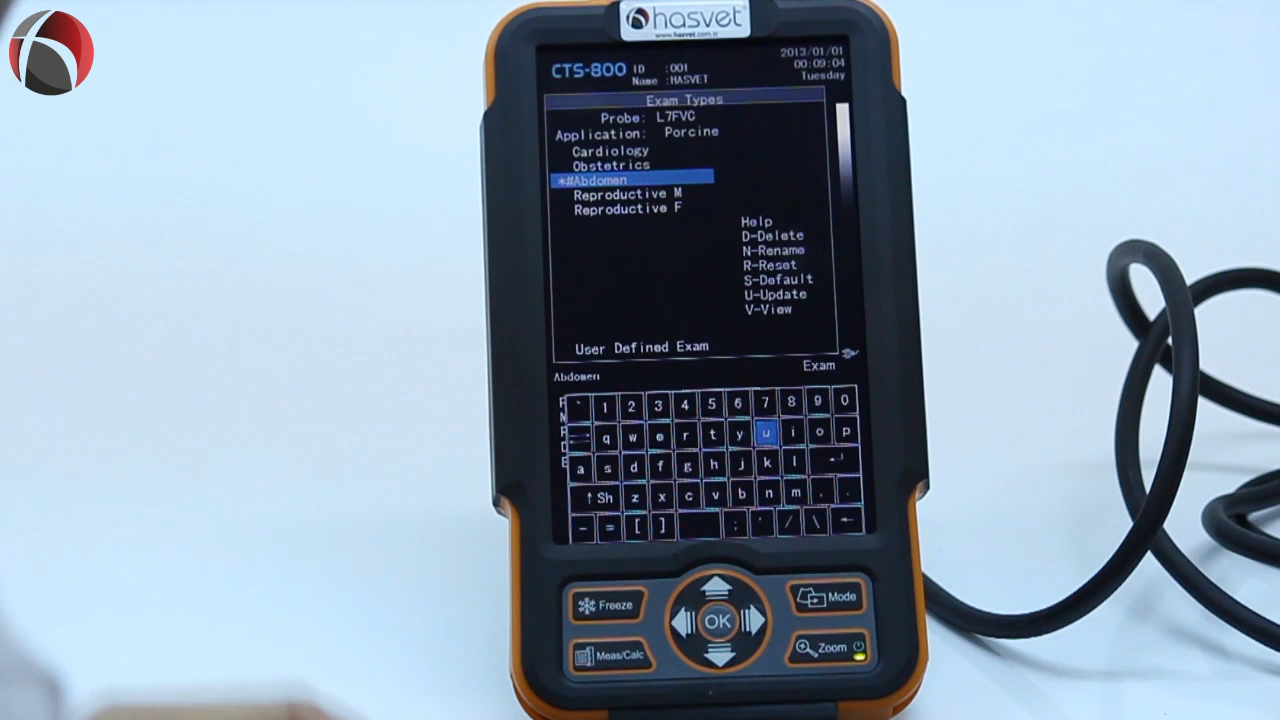 hasvet
www.hasvet.com.tr
CTS-800
ID :001
Name :HASVET
2013/01/01
00:09:04
Tuesday
Exam Types
Probe: L7FVC
Application: Porcine
Cardiology
Obstetrics
*#Abdomen
Reproductive M
Reproductive F
Help
D-Delete
N-Rename
R-Reset
S-Default
U-Update
V-View
User Defined Exam
Exam
Abdomen
` 1 2 3 4 5 6 7 8 9 0
q w e r t y u i o p
a s d f g h j k l
↑Sh z x c v b n m , .
- = [ ] ; ' / \ ←
Freeze
Mode
OK
Meas/Calc
Zoom